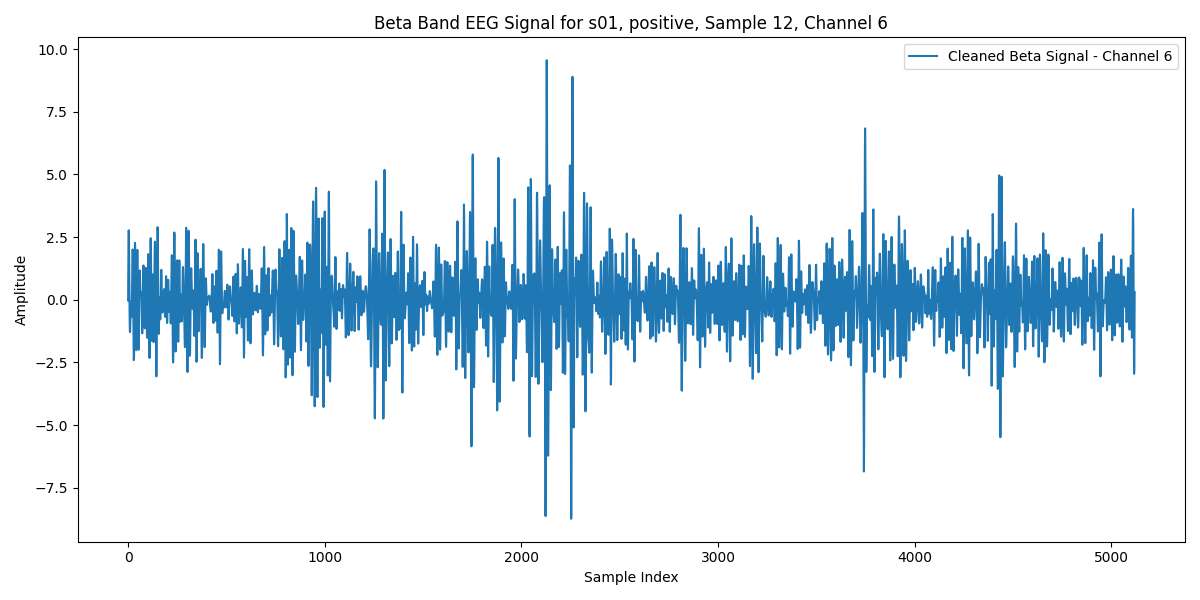 Beta Band EEG Signal for s01, positive, Sample 12, Channel 6
Cleaned Beta Signal - Channel 6
Amplitude
10.0
7.5
5.0
2.5
0.0
−2.5
−5.0
−7.5
0 1000 2000 3000 4000 5000
Sample Index